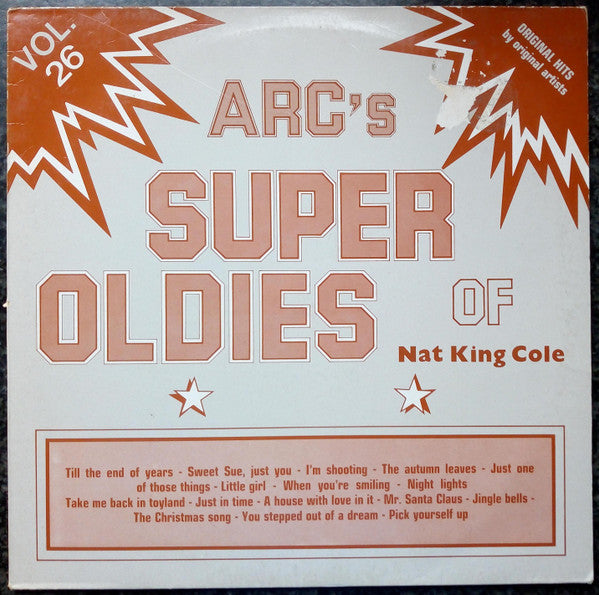 VOL.
26
ORIGINAL HITS
by original artists
ARC's
SUPER
OLDIES
OF
Nat King Cole
Till the end of years - Sweet Sue, just you - I'm shooting - The autumn leaves - Just one
of those things - Little girl - When you're smiling - Night lights
Take me back in toyland - Just in time - A house with love in it - Mr. Santa Claus - Jingle bells -
The Christmas song - You stepped out of a dream - Pick yourself up